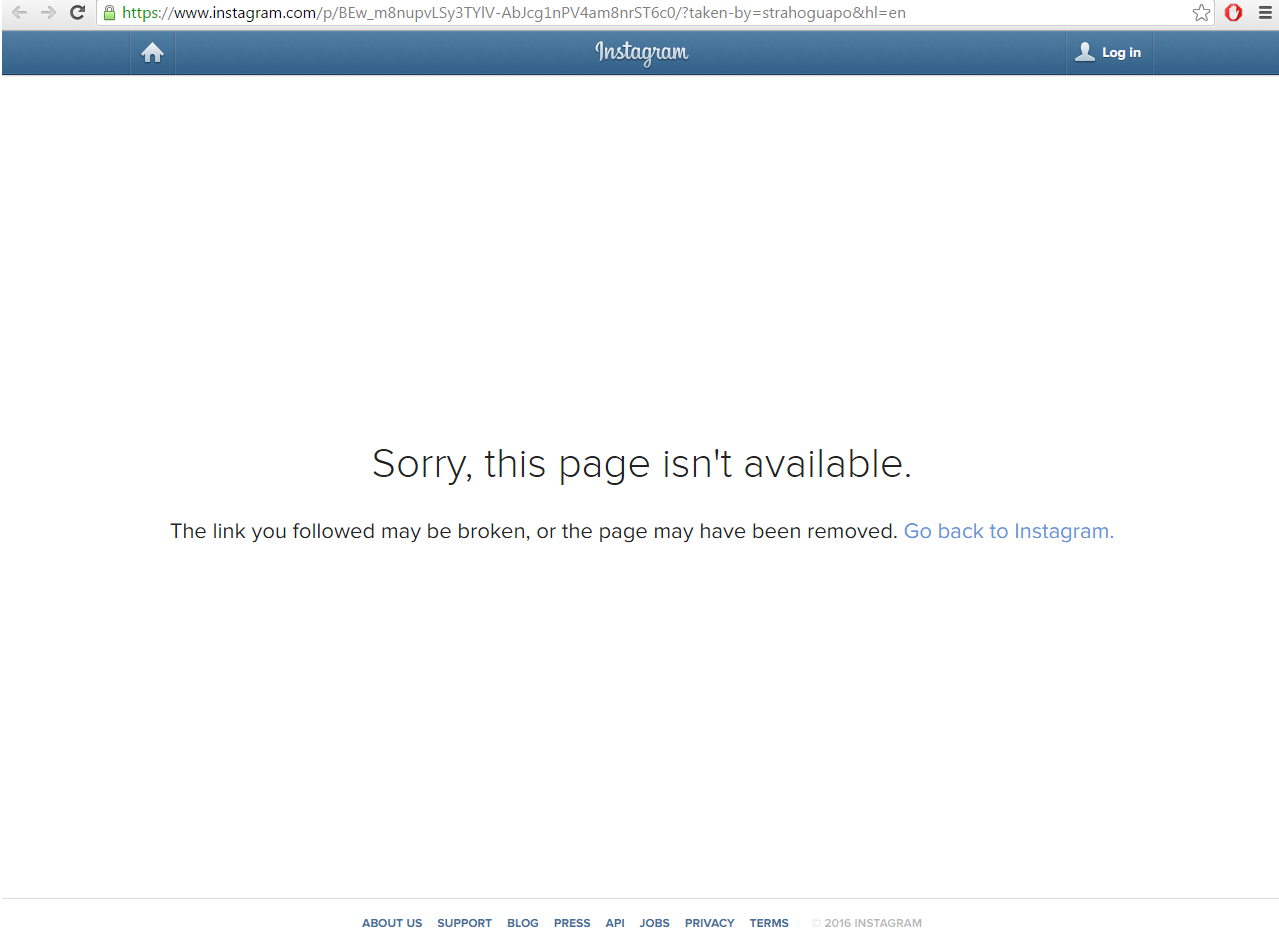 https://www.instagram.com/p/BEw_m8nupvLSy3TYlV-AbJcg1nPV4am8nrST6c0/?taken-by=strahoguapo&hl=en
Instagram
Log in
Sorry, this page isn't available.
The link you followed may be broken, or the page may have been removed. Go back to Instagram.
ABOUT US SUPPORT BLOG PRESS API JOBS PRIVACY TERMS © 2016 INSTAGRAM